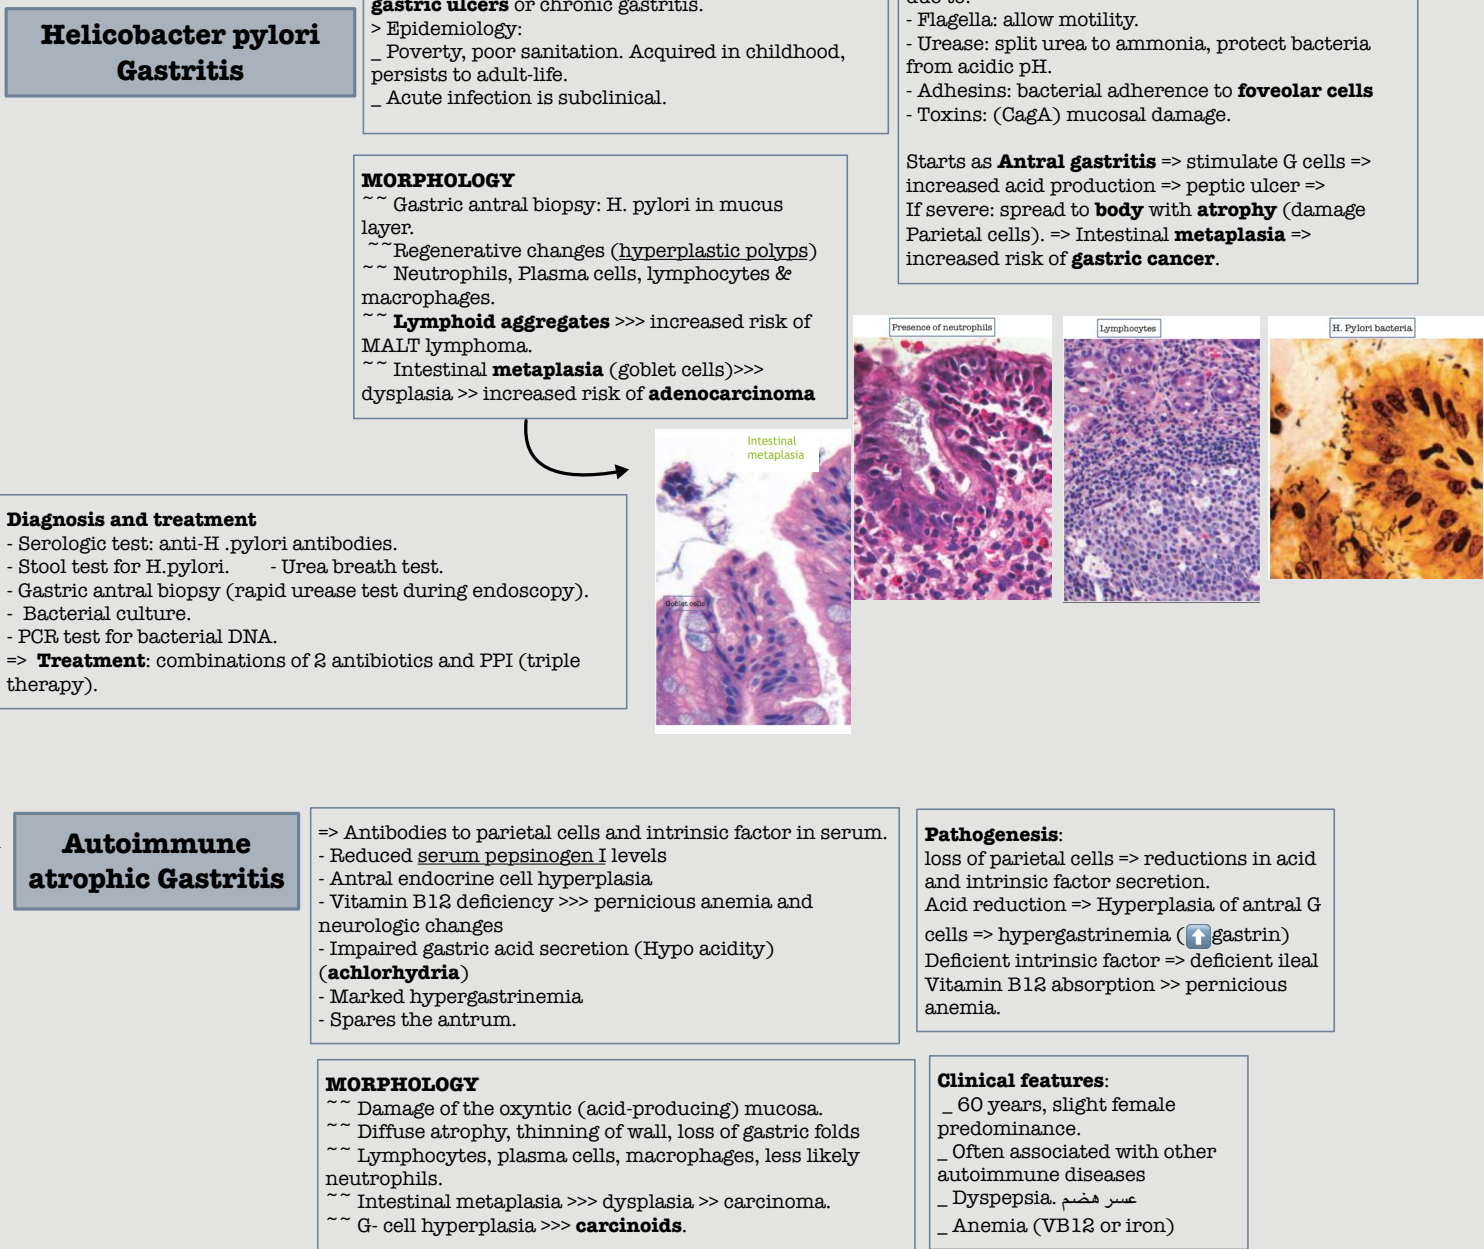 Helicobacter pylori
Gastritis
gastric ulcers or chronic gastritis.
> Epidemiology:
_ Poverty, poor sanitation. Acquired in childhood,
persists to adult-life.
_ Acute infection is subclinical.
due to:
- Flagella: allow motility.
- Urease: split urea to ammonia, protect bacteria
from acidic pH.
- Adhesins: bacterial adherence to foveolar cells
- Toxins: (CagA) mucosal damage.
Starts as Antral gastritis => stimulate G cells =>
increased acid production => peptic ulcer =>
If severe: spread to body with atrophy (damage
Parietal cells). => Intestinal metaplasia =>
increased risk of gastric cancer.
MORPHOLOGY
~~ Gastric antral biopsy: H. pylori in mucus
layer.
~~Regenerative changes (hyperplastic polyps)
~~ Neutrophils, Plasma cells, lymphocytes &
macrophages.
~~ Lymphoid aggregates >>> increased risk of
MALT lymphoma.
~~ Intestinal metaplasia (goblet cells)>>>
dysplasia >> increased risk of adenocarcinoma
Presence of neutrophils
Lymphocytes
H. Pylori bacteria
Intestinal
metaplasia
Goblet cells
Diagnosis and treatment
- Serologic test: anti-H .pylori antibodies.
- Stool test for H.pylori. - Urea breath test.
- Gastric antral biopsy (rapid urease test during endoscopy).
- Bacterial culture.
- PCR test for bacterial DNA.
=> Treatment: combinations of 2 antibiotics and PPI (triple
therapy).
Autoimmune
atrophic Gastritis
=> Antibodies to parietal cells and intrinsic factor in serum.
- Reduced serum pepsinogen I levels
- Antral endocrine cell hyperplasia
- Vitamin B12 deficiency >>> pernicious anemia and
neurologic changes
- Impaired gastric acid secretion (Hypo acidity)
(achlorhydria)
- Marked hypergastrinemia
- Spares the antrum.
Pathogenesis:
loss of parietal cells => reductions in acid
and intrinsic factor secretion.
Acid reduction => Hyperplasia of antral G
cells => hypergastrinemia (⬆gastrin)
Deficient intrinsic factor => deficient ileal
Vitamin B12 absorption >> pernicious
anemia.
MORPHOLOGY
~~ Damage of the oxyntic (acid-producing) mucosa.
~~ Diffuse atrophy, thinning of wall, loss of gastric folds
~~ Lymphocytes, plasma cells, macrophages, less likely
neutrophils.
~~ Intestinal metaplasia >>> dysplasia >> carcinoma.
~~ G- cell hyperplasia >>> carcinoids.
Clinical features:
_ 60 years, slight female
predominance.
_ Often associated with other
autoimmune diseases
_ Dyspepsia. عسر هضم
_ Anemia (VB12 or iron)